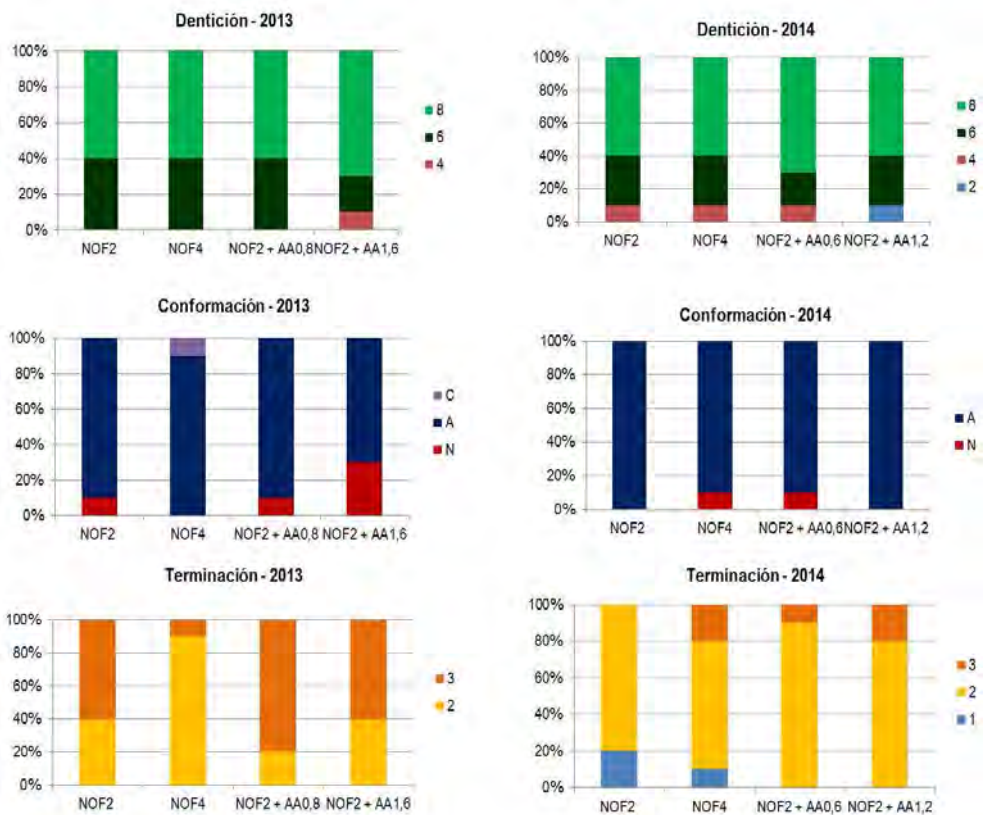 Dentición - 2013
100%
80%
60%
40%
20%
0%
NOF2 NOF4 NOF2 + AA0,8 NOF2 + AA1,6
8
6
4
Dentición - 2014
100%
80%
60%
40%
20%
0%
NOF2 NOF4 NOF2 + AA0,6 NOF2 + AA1,2
8
6
4
2
Conformación - 2013
100%
80%
60%
40%
20%
0%
NOF2 NOF4 NOF2 + AA0,8 NOF2 + AA1,6
C
A
N
Conformación - 2014
100%
80%
60%
40%
20%
0%
NOF2 NOF4 NOF2 + AA0,6 NOF2 + AA1,2
A
N
Terminación - 2013
100%
80%
60%
40%
20%
0%
NOF2 NOF4 NOF2 + AA0,8 NOF2 + AA1,6
3
2
Terminación - 2014
100%
80%
60%
40%
20%
0%
NOF2 NOF4 NOF2 + AA0,6 NOF2 + AA1,2
3
2
1